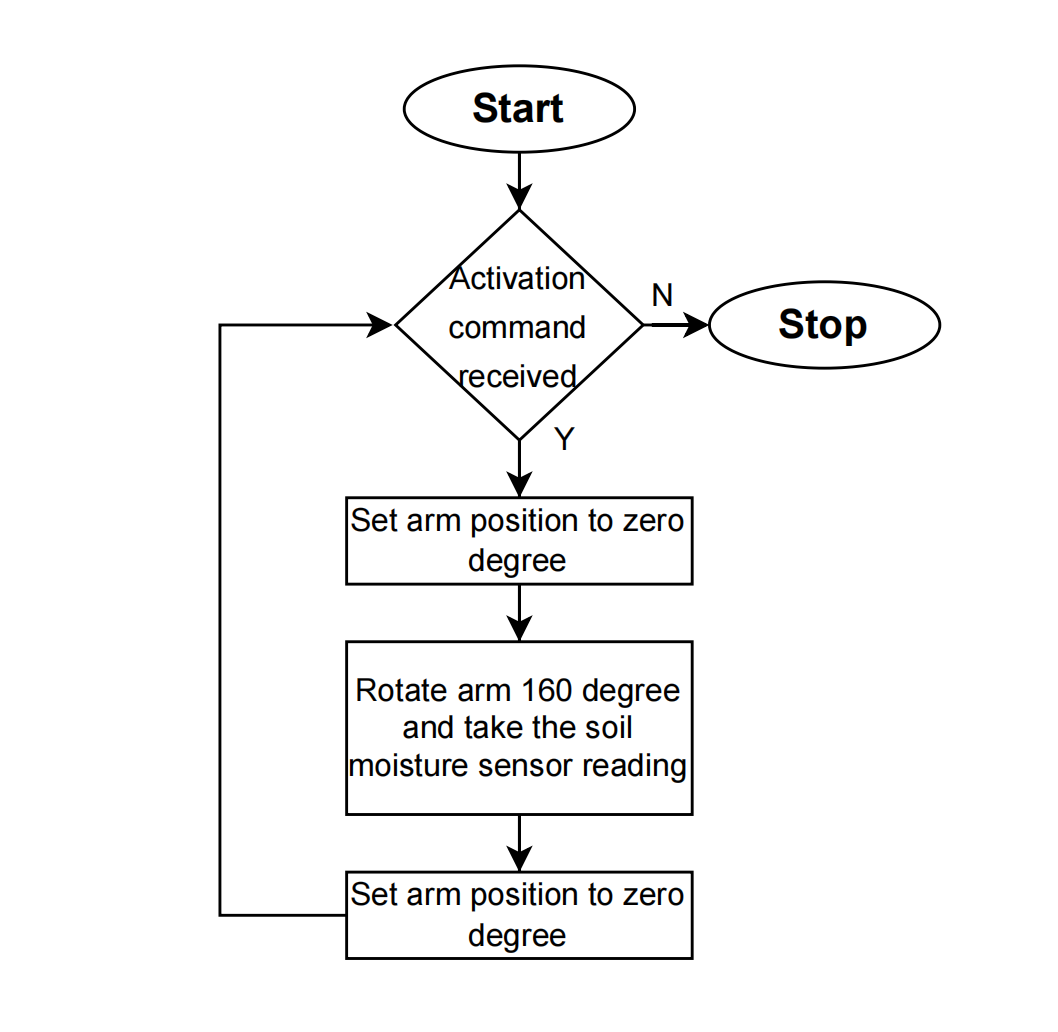 Start
Activation
command
received
N
Stop
Y
Set arm position to zero
degree
Rotate arm 160 degree
and take the soil
moisture sensor reading
Set arm position to zero
degree